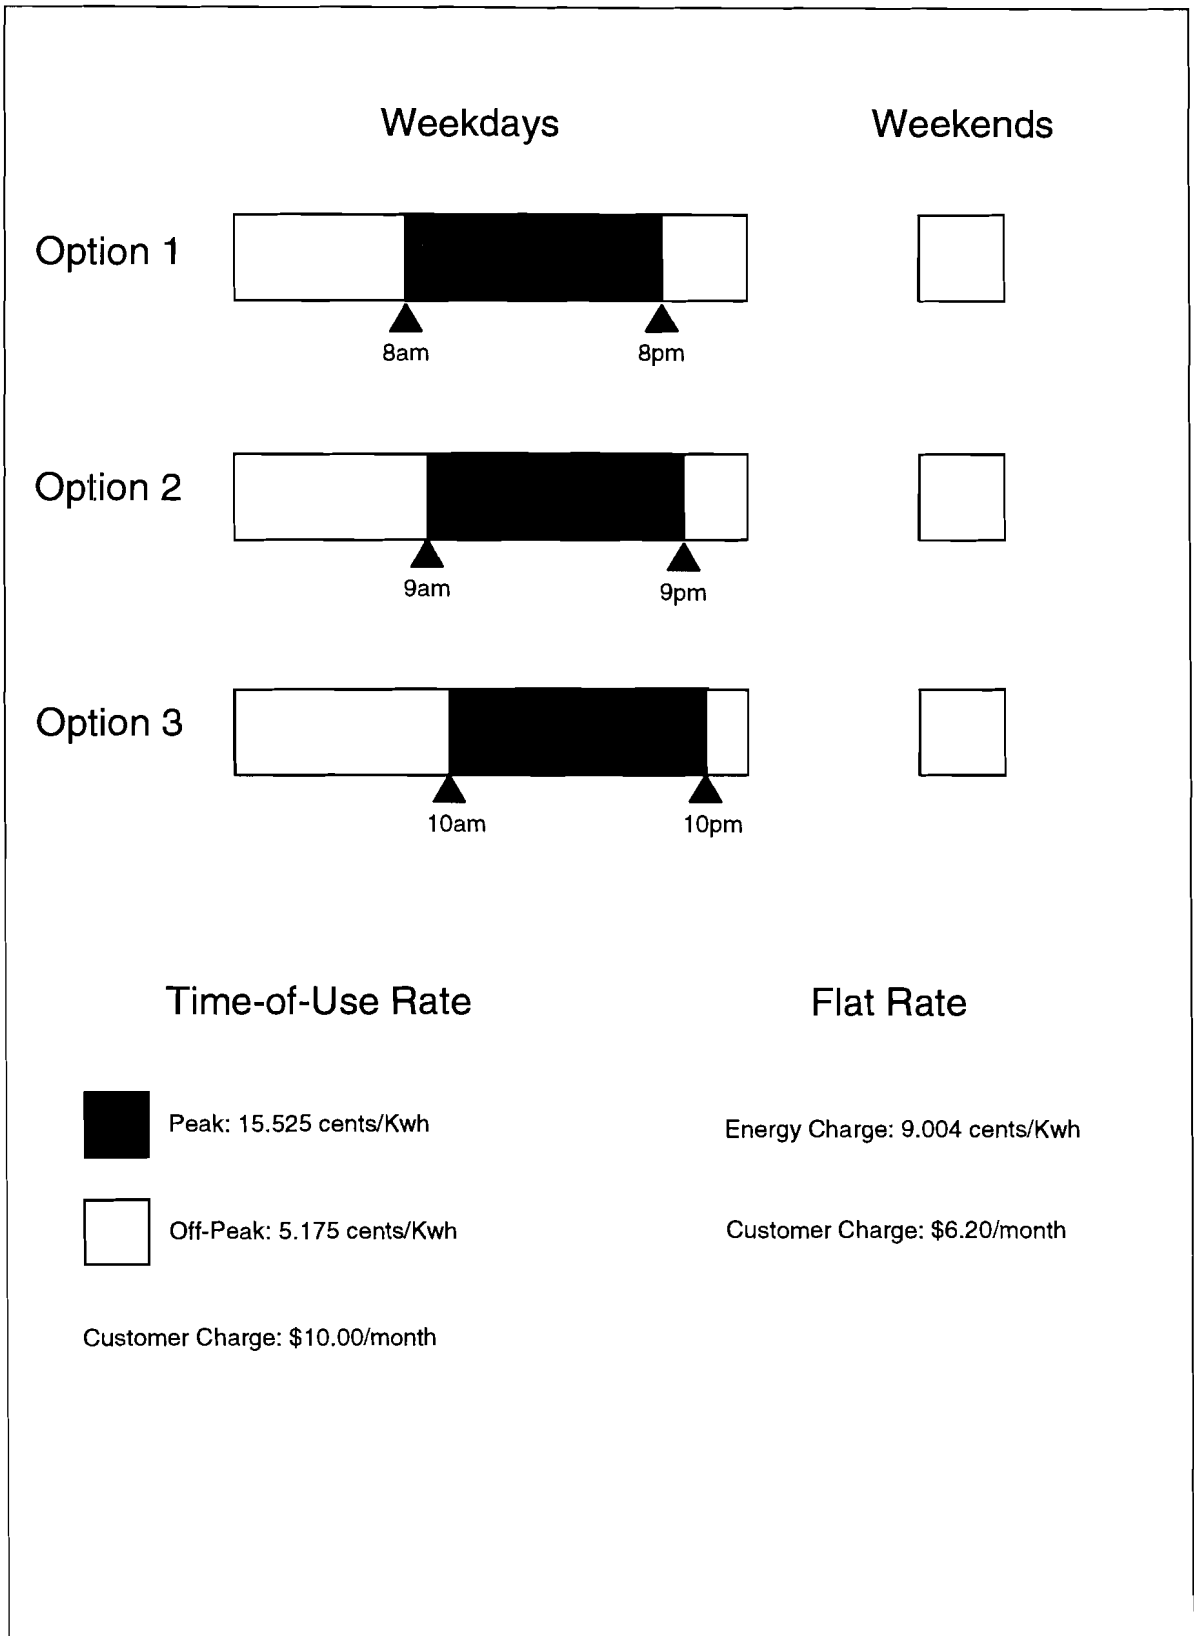 Weekdays
Weekends
Option 1
8am
8pm
Option 2
9am
9pm
Option 3
10am
10pm
Time-of-Use Rate
Flat Rate
Peak: 15.525 cents/Kwh
Energy Charge: 9.004 cents/Kwh
Off-Peak: 5.175 cents/Kwh
Customer Charge: $6.20/month
Customer Charge: $10.00/month